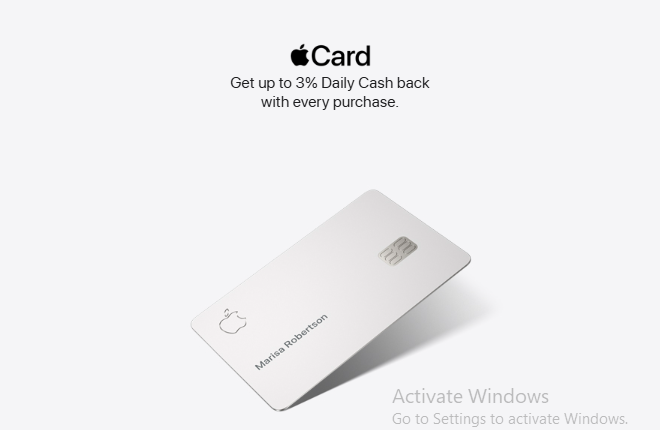 Card
Get up to 3% Daily Cash back
with every purchase.
Marisa Robertson
Activate Windows
Go to Settings to activate Windows.